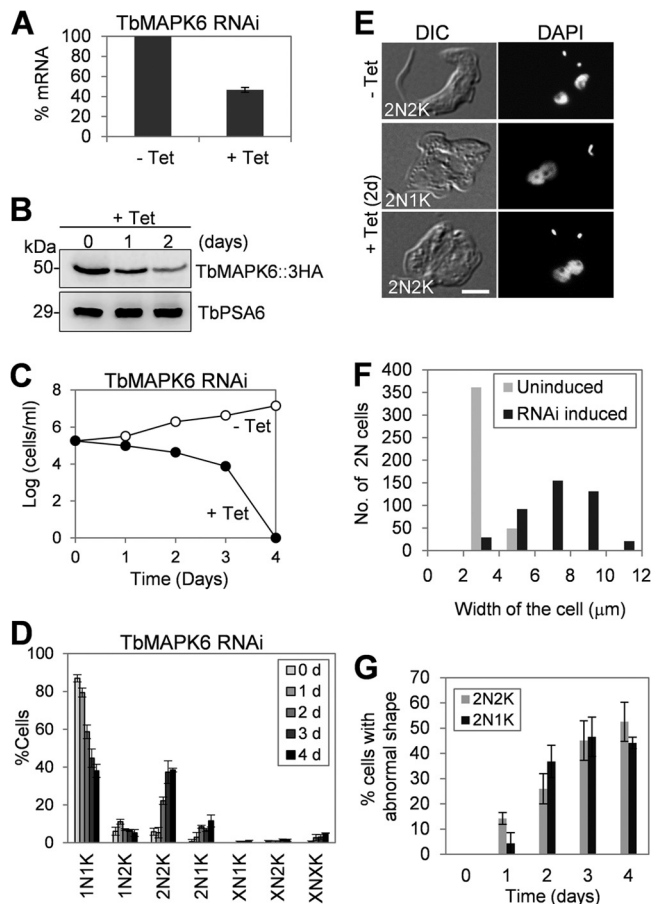 A
TbMAPK6 RNAi
% mRNA
100
80
60
40
20
0
- Tet
+ Tet
B
+ Tet
kDa
0 1 2 (days)
50-
TbMAPK6::3HA
29-
TbPSA6
C
TbMAPK6 RNAi
Log (cells/ml)
8
6
4
2
0
- Tet
+ Tet
0 1 2 3 4
Time (Days)
D
TbMAPK6 RNAi
%Cells
100
80
60
40
20
0
0 d
1 d
2 d
3 d
4 d
1N1K
1N2K
2N2K
2N1K
XN1K
XN2K
XNXK
E
DIC DAPI
- Tet
2N2K
+ Tet (2d)
2N1K
2N2K
F
No. of 2N cells
400
350
300
250
200
150
100
50
0
Uninduced
RNAi induced
0 2 4 6 8 10 12
Width of the cell (μm)
G
% cells with
abnormal shape
70
60
50
40
30
20
10
0
2N2K
2N1K
0 1 2 3 4
Time (days)